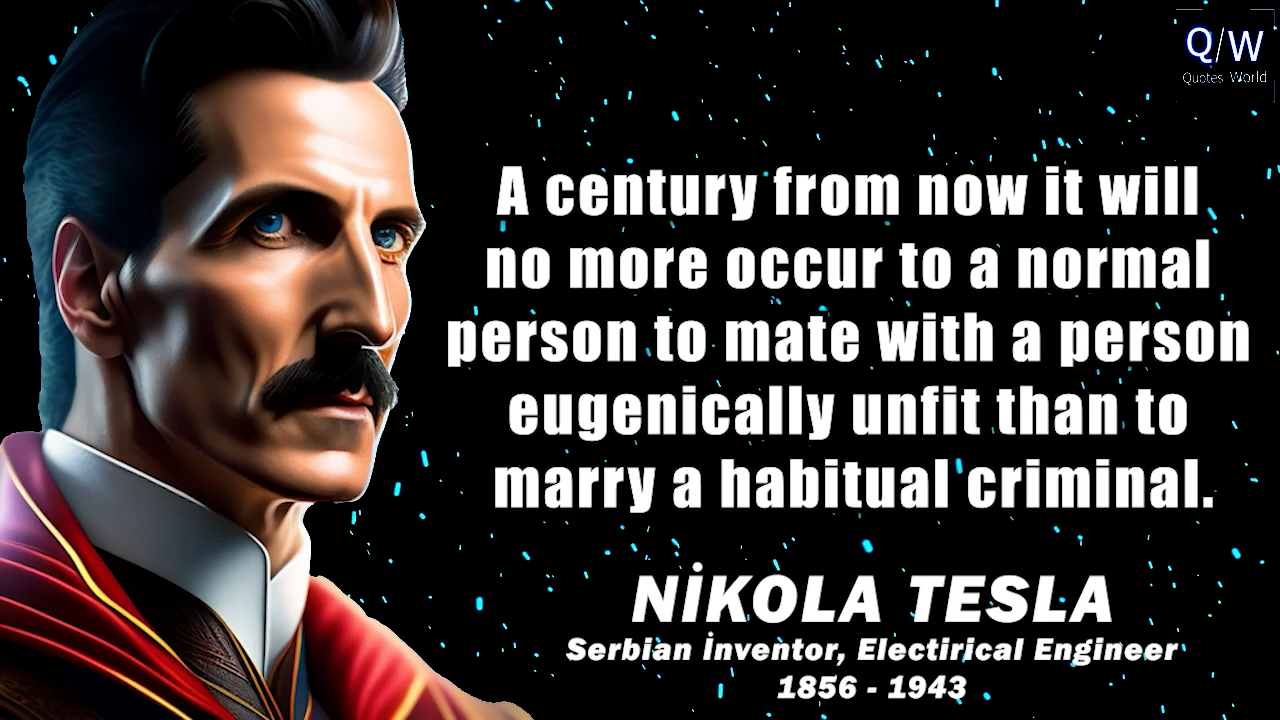 Q/W
Quotes World
A century from now it will
no more occur to a normal
person to mate with a person
eugenically unfit than to
marry a habitual criminal.
NİKOLA TESLA
Serbian inventor, Electirical Engineer
1856 - 1943